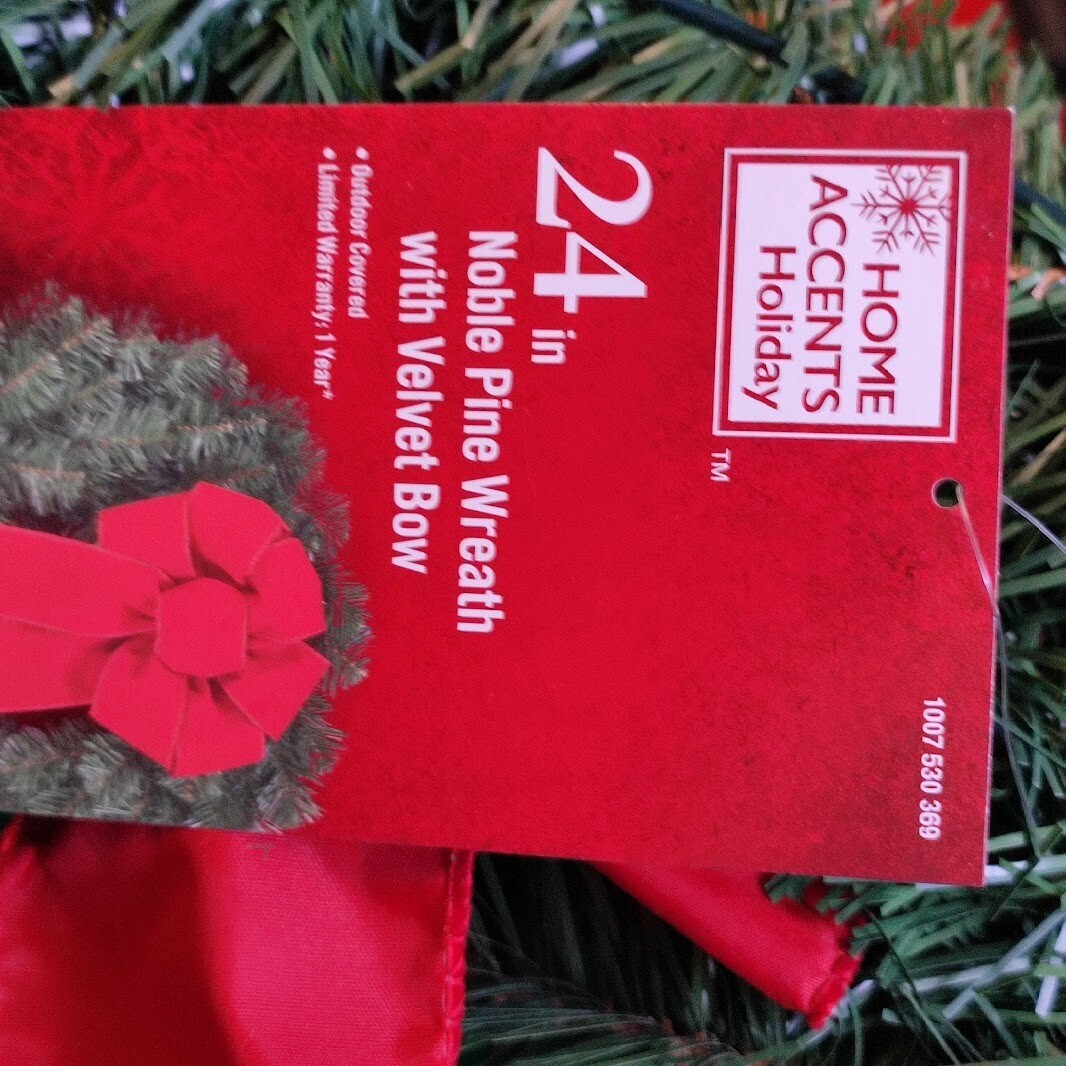 HOME
ACCENTS
Holiday
TM
1007 530 369
24 in
Noble Pine Wreath
with Velvet Bow
• Outdoor Covered
• Limited Warranty: 1 Year*